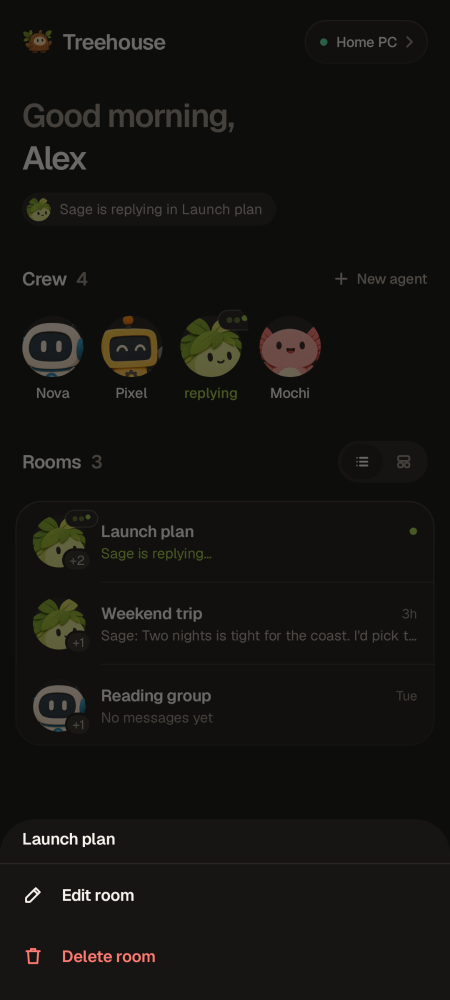 Treehouse
Home PC
Good morning,
Alex
Sage is replying in Launch plan
Crew 4
New agent
Nova
Pixel
replying
Mochi
Rooms 3
Launch plan
+2
Sage is replying…
Weekend trip
3h
+1
Sage: Two nights is tight for the coast. I'd pick t…
Reading group
Tue
+1
No messages yet
Launch plan
Edit room
Delete room